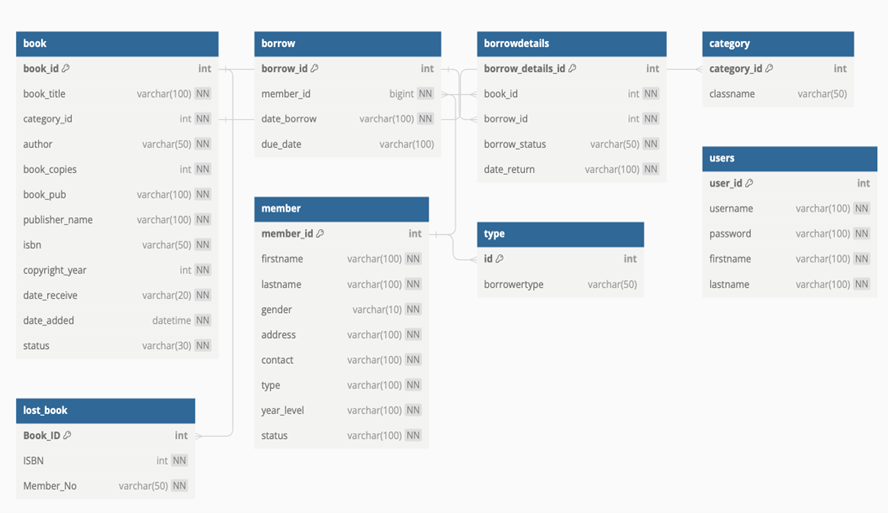 book
book_id int
book_title varchar(100) NN
category_id int NN
author varchar(50) NN
book_copies int NN
book_pub varchar(100) NN
publisher_name varchar(100) NN
isbn varchar(50) NN
copyright_year int NN
date_receive varchar(20) NN
date_added datetime NN
status varchar(30) NN
lost_book
Book_ID int
ISBN int NN
Member_No varchar(50) NN
borrow
borrow_id int
member_id bigint NN
date_borrow varchar(100) NN
due_date varchar(100)
member
member_id int
firstname varchar(100) NN
lastname varchar(100) NN
gender varchar(10) NN
address varchar(100) NN
contact varchar(100) NN
type varchar(100) NN
year_level varchar(100) NN
status varchar(100) NN
borrowdetails
borrow_details_id int
book_id int NN
borrow_id int NN
borrow_status varchar(50) NN
date_return varchar(100) NN
type
id int
borrowertype varchar(50)
category
category_id int
classname varchar(50)
users
user_id int
username varchar(100) NN
password varchar(100) NN
firstname varchar(100) NN
lastname varchar(100) NN